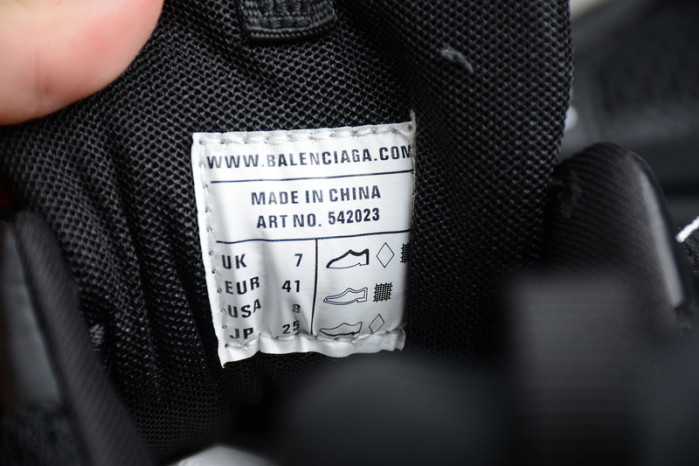 WWW.BALENCIAGA.COM
MADE IN CHINA
ART NO. 542023
UK 7
EUR 41
USA 8
JP 25